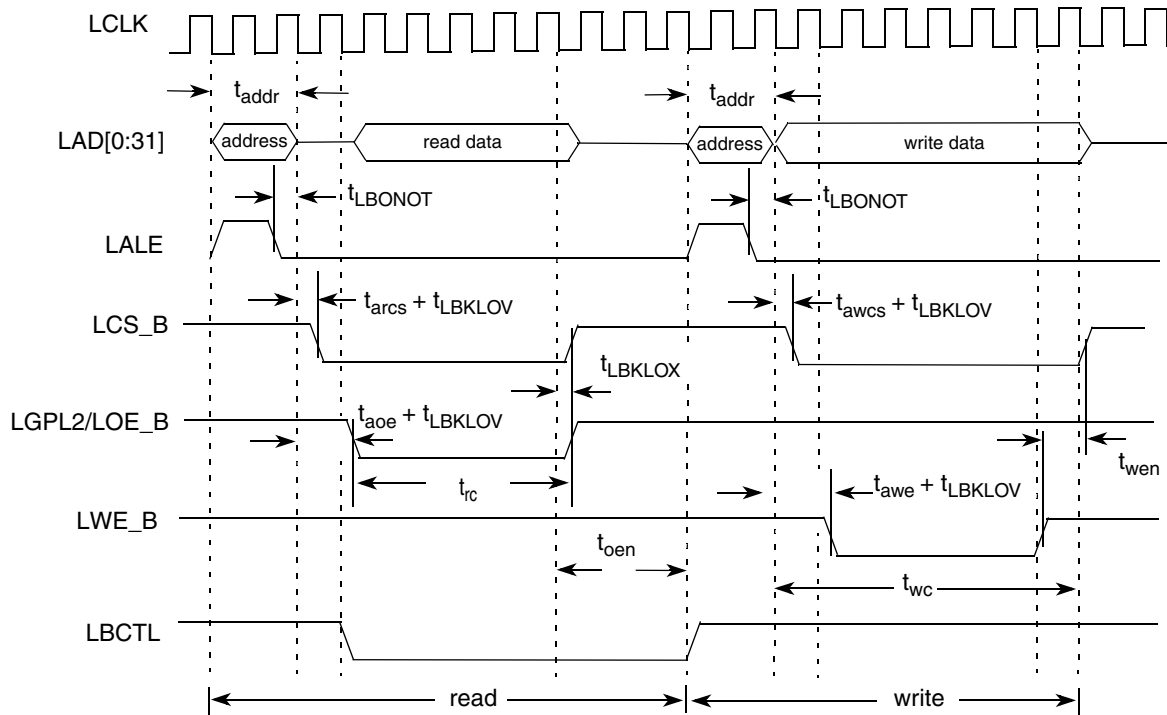 LCLK
t_addr t_addr
LAD[0:31] address read data address write data
t_LBONOT t_LBONOT
LALE
t_arcs + t_LBKLOV t_awcs + t_LBKLOV
LCS_B
t_LBKLOX
t_aoe + t_LBKLOV
LGPL2/LOE_B
t_wen
t_rc t_awe + t_LBKLOV
LWE_B
t_oen
t_wc
LBCTL
read write